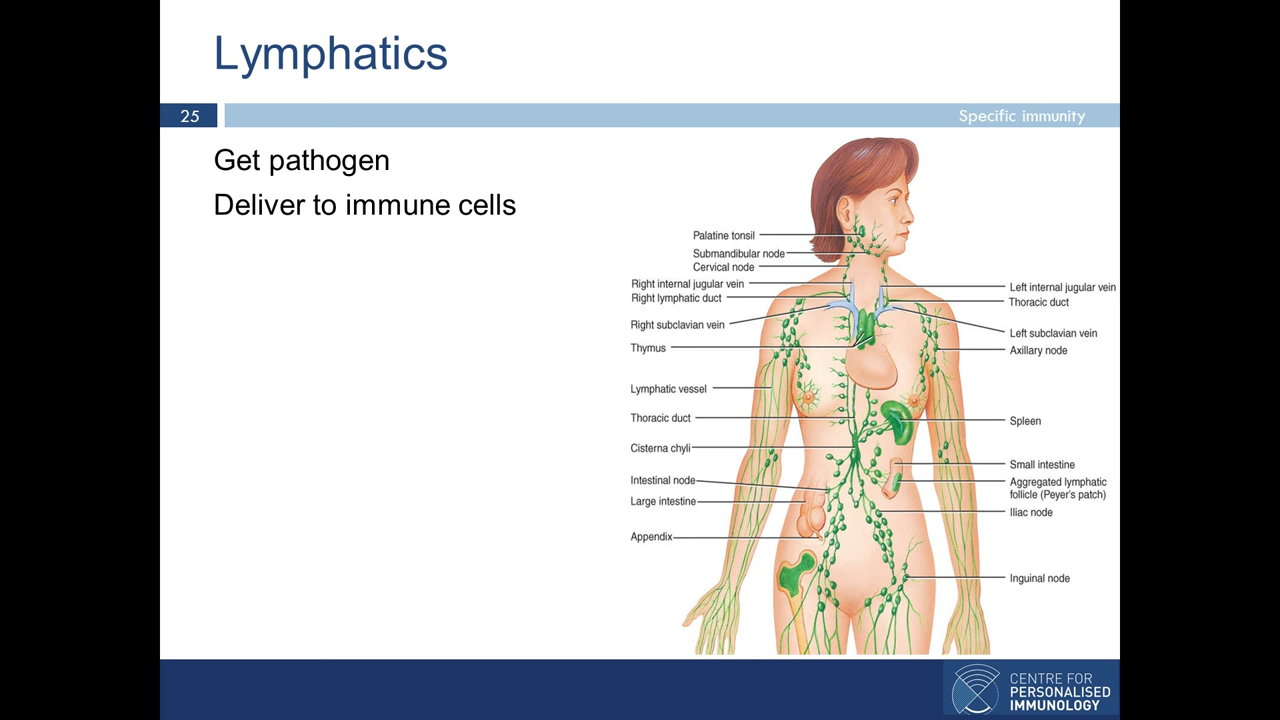 Lymphatics
25
Specific immunity
Get pathogen
Deliver to immune cells
Palatine tonsil
Submandibular node
Cervical node
Right internal jugular vein
Right lymphatic duct
Right subclavian vein
Thymus
Lymphatic vessel
Thoracic duct
Cisterna chyli
Intestinal node
Large intestine
Appendix
Left internal jugular vein
Thoracic duct
Left subclavian vein
Axillary node
Spleen
Small intestine
Aggregated lymphatic
follicle (Peyer's patch)
Iliac node
Inguinal node
CENTRE FOR
PERSONALISED
IMMUNOLOGY